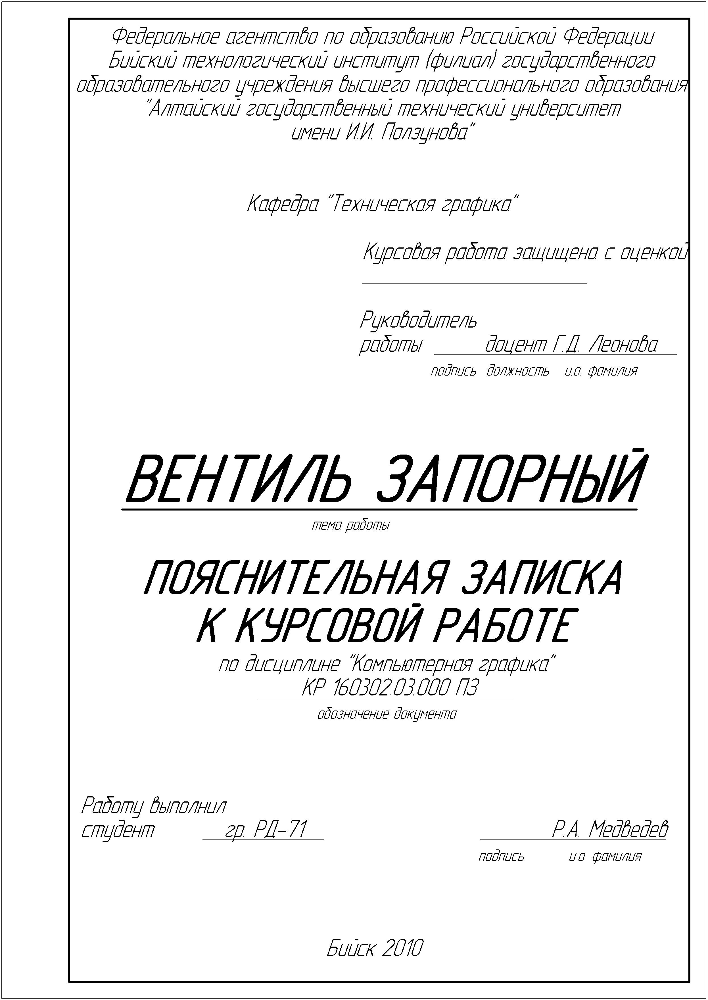 Федеральное агентство по образованию Российской Федерации
Бийский технологический институт (филиал) государственного
образовательного учреждения высшего профессионального образования
"Алтайский государственный технический университет
имени И.И. Ползунова"
Кафедра "Техническая графика"
Курсовая работа защищена с оценкой
Руководитель
работы доцент Г.Д. Леонова
подпись должность и.о. фамилия
ВЕНТИЛЬ ЗАПОРНЫЙ
тема работы
ПОЯСНИТЕЛЬНАЯ ЗАПИСКА
К КУРСОВОЙ РАБОТЕ
по дисциплине "Компьютерная графика"
КР 160302.03.000 ПЗ
обозначение документа
Работу выполнил
студент гр. РД-71 Р.А. Медведев
подпись и.о. фамилия
Бийск 2010